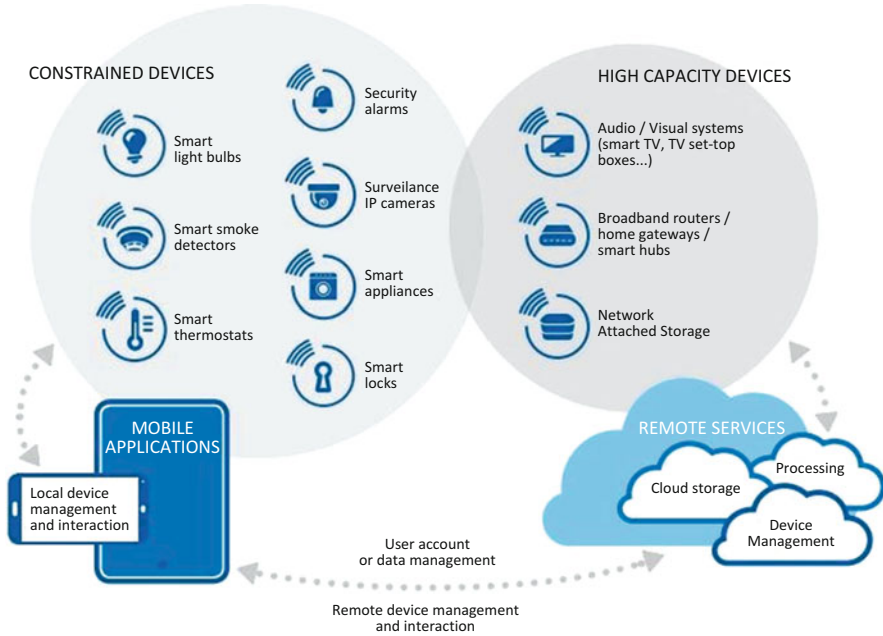 CONSTRAINED DEVICES
Smart
light bulbs
Smart smoke
detectors
Smart
thermostats
Security
alarms
Surveilance
IP cameras
Smart
appliances
Smart
locks
HIGH CAPACITY DEVICES
Audio / Visual systems
(smart TV, TV set-top
boxes...)
Broadband routers /
home gateways /
smart hubs
Network
Attached Storage
MOBILE
APPLICATIONS
Local device
management
and interaction
REMOTE SERVICES
Cloud storage
Processing
Device
Management
User account
or data management
Remote device management
and interaction